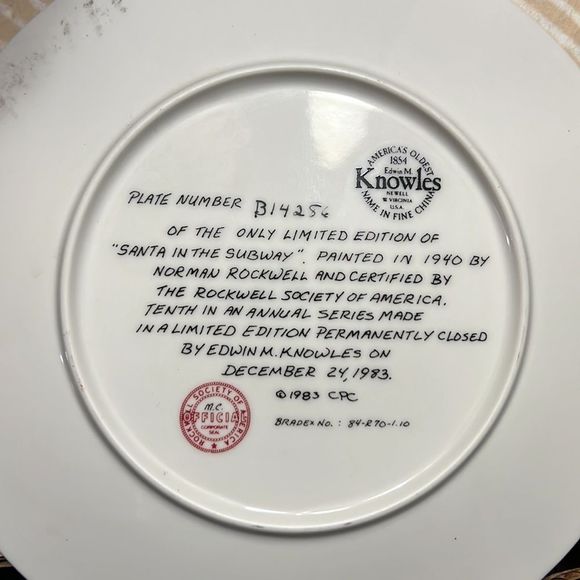 AMERICA'S OLDEST
1854
Edwin M.
Knowles
NEWELL
W VIRGINIA
U.S.A.
NAME IN FINE CHINA
PLATE NUMBER B14256
OF THE ONLY LIMITED EDITION OF
"SANTA IN THE SUBWAY". PAINTED IN 1940 BY
NORMAN ROCKWELL AND CERTIFIED BY
THE ROCKWELL SOCIETY OF AMERICA.
TENTH IN AN ANNUAL SERIES MADE
IN A LIMITED EDITION PERMANENTLY CLOSED
BY EDWIN M. KNOWLES ON
DECEMBER 24, 1983.
©1983 CPC
BRADEX NO.: 84-R70-1.10
ROCKWELL SOCIETY OF AMERICA
M.C.
OFFICIAL
CORPORATE
SEAL